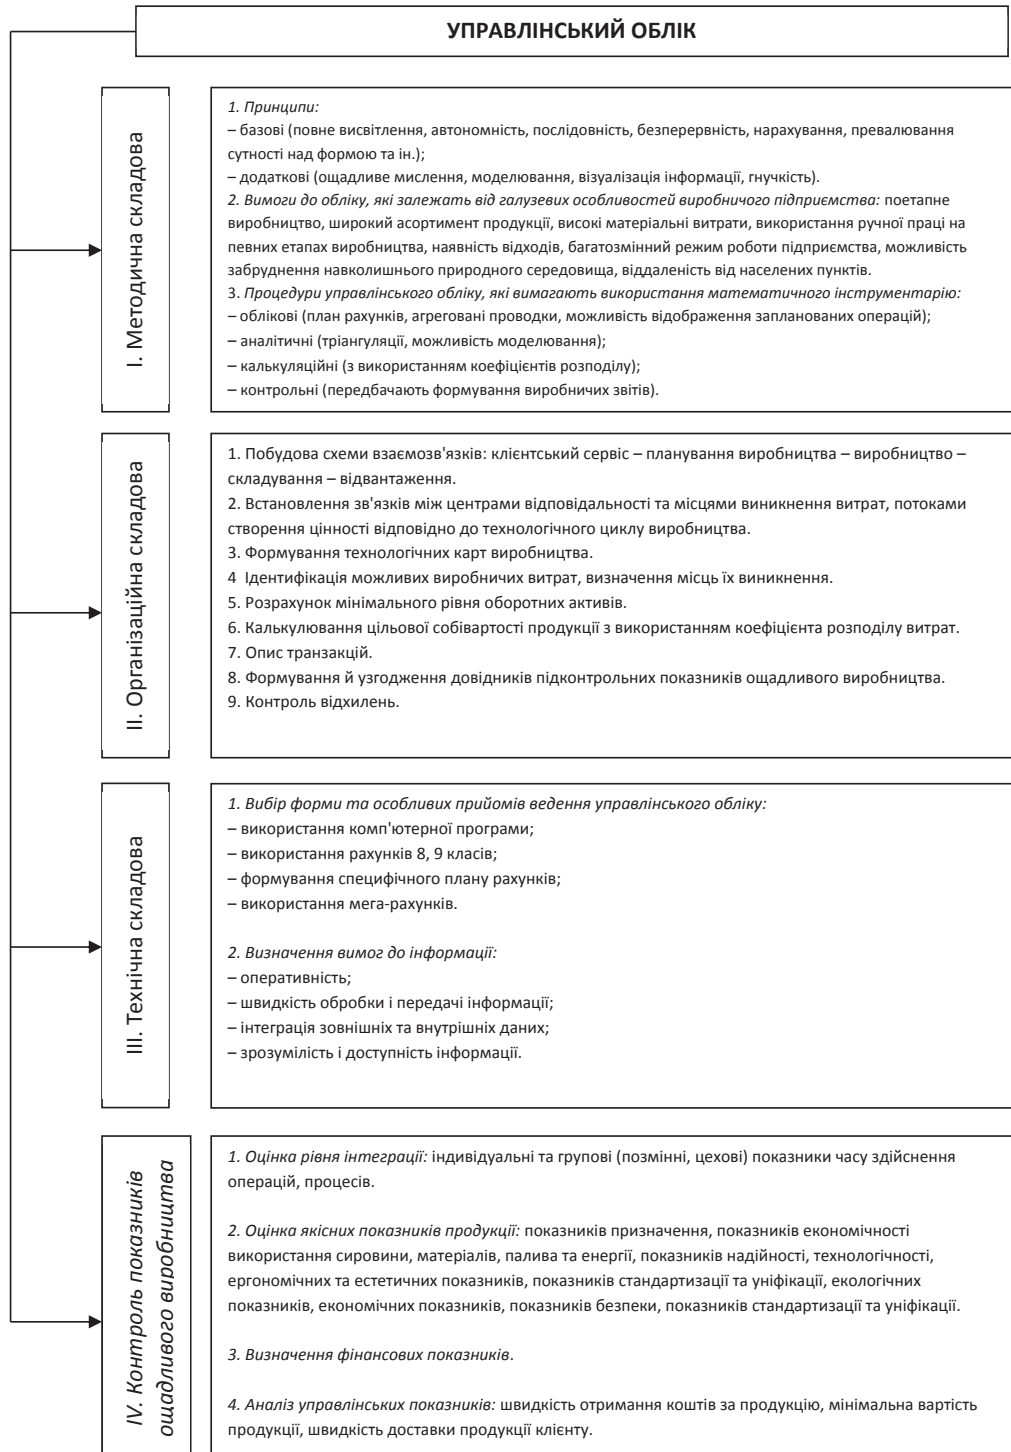 УПРАВЛІНСЬКИЙ ОБЛІК
І. Методична складова
1. Принципи:
– базові (повне висвітлення, автономність, послідовність, безперервність, нарахування, превалювання
сутності над формою та ін.);
– додаткові (ощадливе мислення, моделювання, візуалізація інформації, гнучкість).
2. Вимоги до обліку, які залежать від галузевих особливостей виробничого підприємства: поетапне
виробництво, широкий асортимент продукції, високі матеріальні витрати, використання ручної праці на
певних етапах виробництва, наявність відходів, багатозмінний режим роботи підприємства, можливість
забруднення навколишнього природного середовища, віддаленість від населених пунктів.
3. Процедури управлінського обліку, які вимагають використання математичного інструментарію:
– облікові (план рахунків, агреговані проводки, можливість відображення запланованих операцій);
– аналітичні (тріангуляції, можливість моделювання);
– калькуляційні (з використанням коефіцієнтів розподілу);
– контрольні (передбачають формування виробничих звітів).
ІІ. Організаційна складова
1. Побудова схеми взаємозв'язків: клієнтський сервіс – планування виробництва – виробництво –
складування – відвантаження.
2. Встановлення зв'язків між центрами відповідальності та місцями виникнення витрат, потоками
створення цінності відповідно до технологічного циклу виробництва.
3. Формування технологічних карт виробництва.
4 Ідентифікація можливих виробничих витрат, визначення місць їх виникнення.
5. Розрахунок мінімального рівня оборотних активів.
6. Калькулювання цільової собівартості продукції з використанням коефіцієнта розподілу витрат.
7. Опис транзакцій.
8. Формування й узгодження довідників підконтрольних показників ощадливого виробництва.
9. Контроль відхилень.
ІІІ. Технічна складова
1. Вибір форми та особливих прийомів ведення управлінського обліку:
– використання комп'ютерної програми;
– використання рахунків 8, 9 класів;
– формування специфічного плану рахунків;
– використання мега-рахунків.
2. Визначення вимог до інформації:
– оперативність;
– швидкість обробки і передачі інформації;
– інтеграція зовнішніх та внутрішніх даних;
– зрозумілість і доступність інформації.
IV. Контроль показників
ощадливого виробництва
1. Оцінка рівня інтеграції: індивідуальні та групові (позмінні, цехові) показники часу здійснення
операцій, процесів.
2. Оцінка якісних показників продукції: показників призначення, показників економічності
використання сировини, матеріалів, палива та енергії, показників надійності, технологічності,
ергономічних та естетичних показників, показників стандартизації та уніфікації, екологічних
показників, економічних показників, показників безпеки, показників стандартизації та уніфікації.
3. Визначення фінансових показників.
4. Аналіз управлінських показників: швидкість отримання коштів за продукцію, мінімальна вартість
продукції, швидкість доставки продукції клієнту.